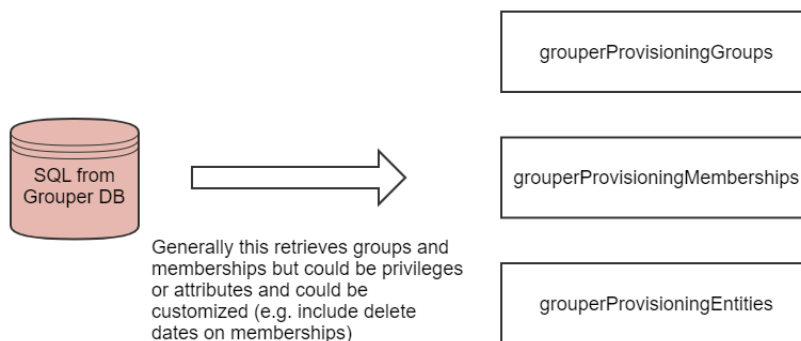 grouperProvisioningGroups
SQL from
Grouper DB
grouperProvisioningMemberships
Generally this retrieves groups and
memberships but could be privileges
or attributes and could be
customized (e.g. include delete
dates on memberships)
grouperProvisioningEntities